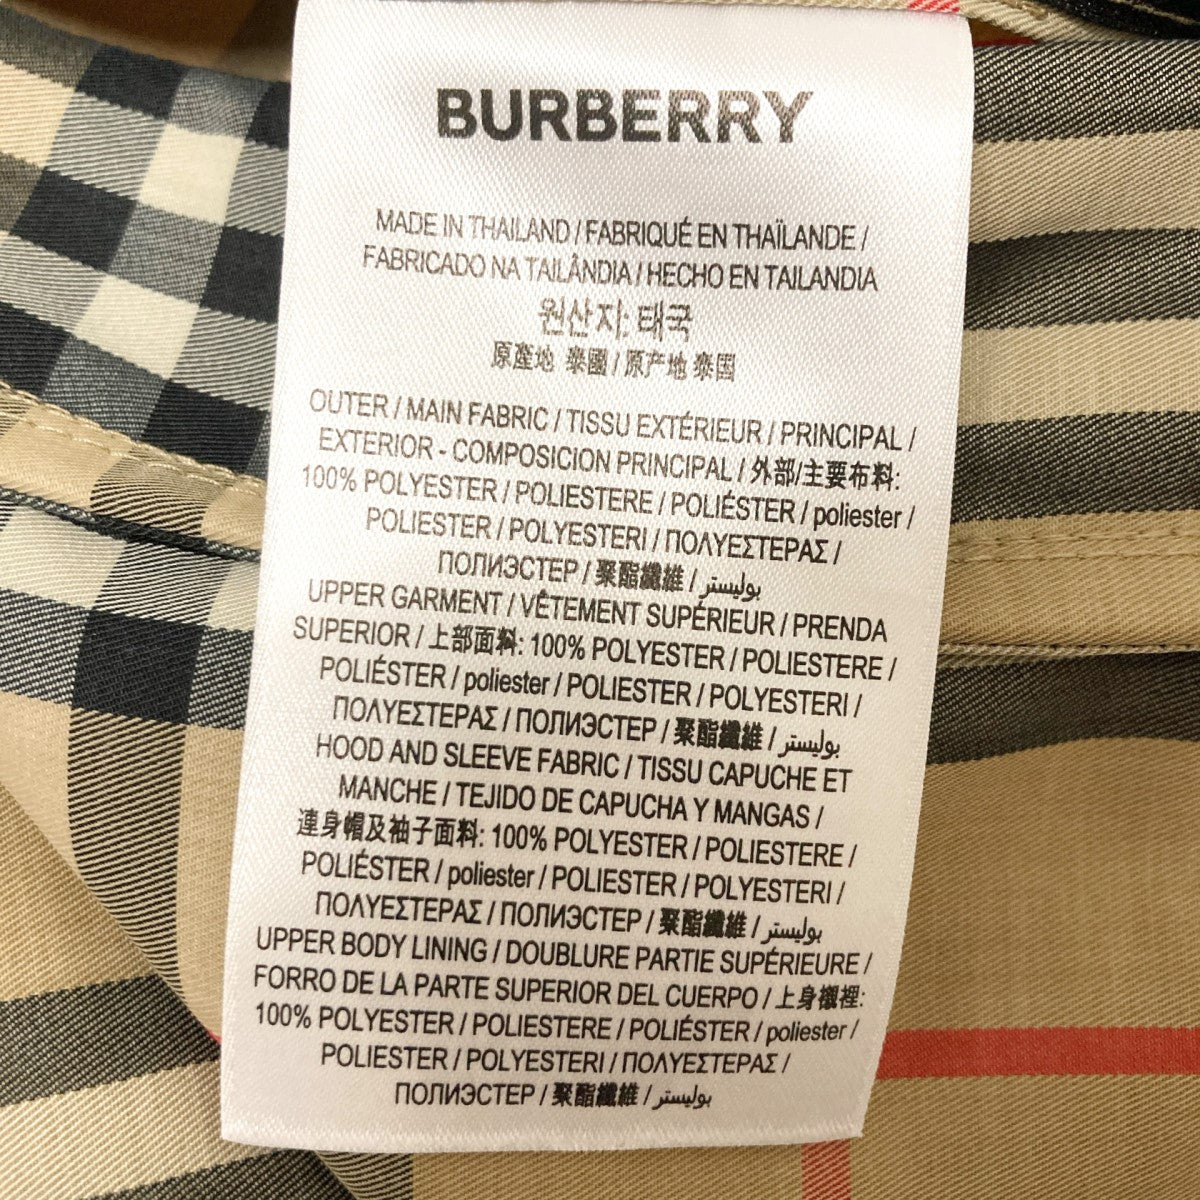 BURBERRY
MADE IN THAILAND / FABRIQUÉ EN THAÏLANDE /
FABRICADO NA TAILÂNDIA / HECHO EN TAILANDIA
원산지: 태국
原產地 泰國 / 原产地 泰国
OUTER / MAIN FABRIC / TISSU EXTÉRIEUR / PRINCIPAL /
EXTERIOR - COMPOSICION PRINCIPAL / 外部/主要布料:
100% POLYESTER / POLIESTERE / POLIÉSTER / poliester /
POLIESTER / POLYESTERI / ΠΟΛΥΕΣΤΕΡΑΣ /
ПОЛИЭСТЕР / 聚酯纖維 / بوليستر
UPPER GARMENT / VÊTEMENT SUPÉRIEUR / PRENDA
SUPERIOR / 上部面料: 100% POLYESTER / POLIESTERE /
POLIÉSTER / poliester / POLIESTER / POLYESTERI /
ΠΟΛΥΕΣΤΕΡΑΣ / ПОЛИЭСТЕР / 聚酯纖維 / بوليستر
HOOD AND SLEEVE FABRIC / TISSU CAPUCHE ET
MANCHE / TEJIDO DE CAPUCHA Y MANGAS /
連身帽及袖子面料: 100% POLYESTER / POLIESTERE /
POLIÉSTER / poliester / POLIESTER / POLYESTERI /
ΠΟΛΥΕΣΤΕΡΑΣ / ПОЛИЭСТЕР / 聚酯纖維 / بوليستر
UPPER BODY LINING / DOUBLURE PARTIE SUPÉRIEURE /
FORRO DE LA PARTE SUPERIOR DEL CUERPO / 上身襯裡:
100% POLYESTER / POLIESTERE / POLIÉSTER / poliester /
POLIESTER / POLYESTERI / ΠΟΛΥΕΣΤΕΡΑΣ /
ПОЛИЭСТЕР / 聚酯纖維 / بوليستر